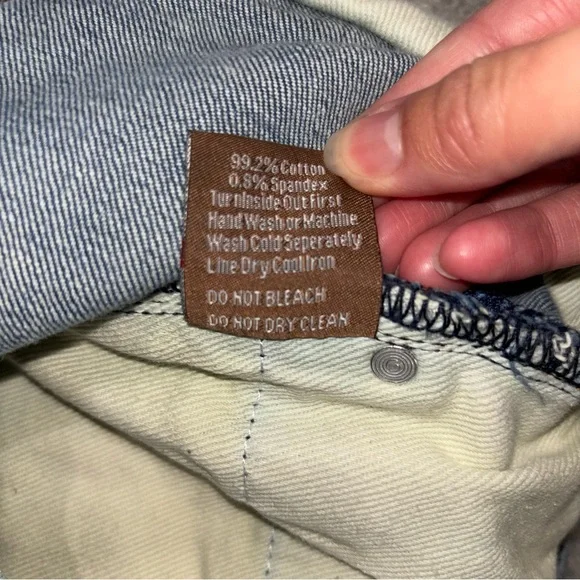 99.2% Cotton
0.8% Spandex
Turn Inside Out First
Hand Wash or Machine
Wash Cold Seperately
Line Dry Cool Iron
DO NOT BLEACH
DO NOT DRY CLEAN